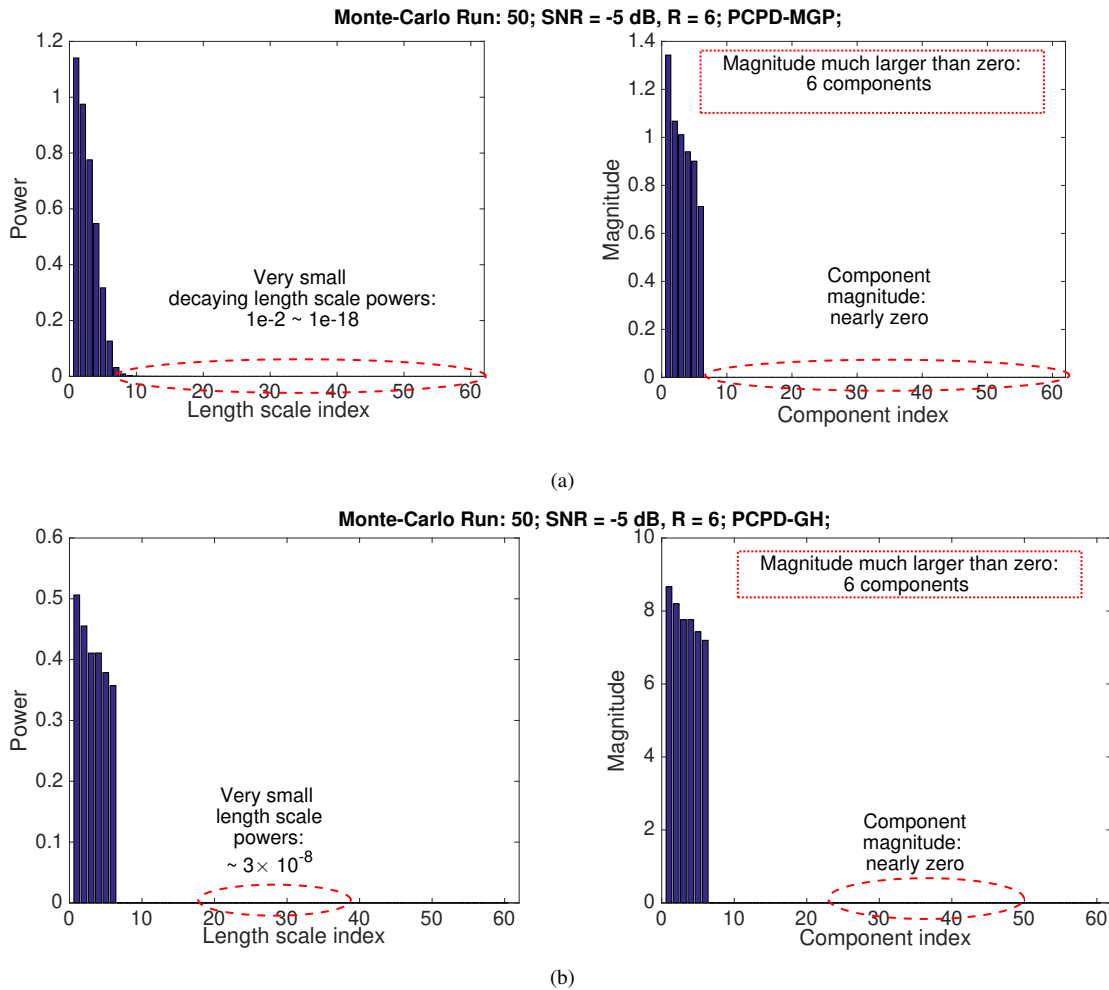 Monte-Carlo Run: 50; SNR = -5 dB, R = 6; PCPD-MGP;
1.2
1
0.8
0.6
0.4
0.2
0
Power
Very small
decaying length scale powers:
1e-2 ~ 1e-18
0 10 20 30 40 50 60
Length scale index
1.4
1.2
1
0.8
0.6
0.4
0.2
0
Magnitude
Magnitude much larger than zero:
6 components
Component
magnitude:
nearly zero
0 10 20 30 40 50 60
Component index
(a)
Monte-Carlo Run: 50; SNR = -5 dB, R = 6; PCPD-GH;
0.6
0.5
0.4
0.3
0.2
0.1
0
Power
Very small
length scale
powers:
~ 3× 10^-8
0 10 20 30 40 50 60
Length scale index
10
8
6
4
2
0
Magnitude
Magnitude much larger than zero:
6 components
Component
magnitude:
nearly zero
0 10 20 30 40 50 60
Component index
(b)